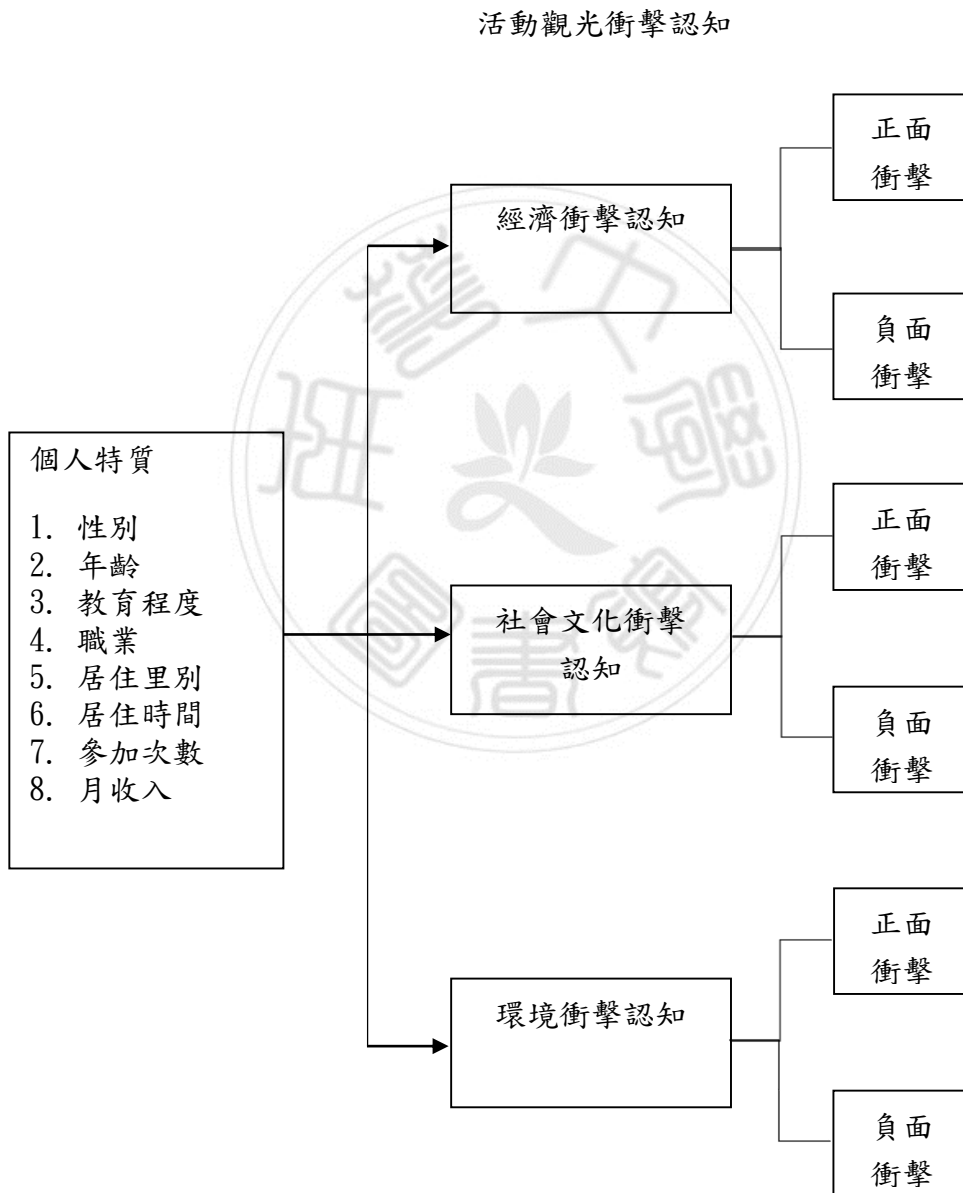 活動觀光衝擊認知
正面
衝擊
經濟衝擊認知
負面
衝擊
個人特質
1. 性別
2. 年齡
3. 教育程度
4. 職業
5. 居住里別
6. 居住時間
7. 參加次數
8. 月收入
正面
衝擊
社會文化衝擊
認知
負面
衝擊
正面
衝擊
環境衝擊認知
負面
衝擊